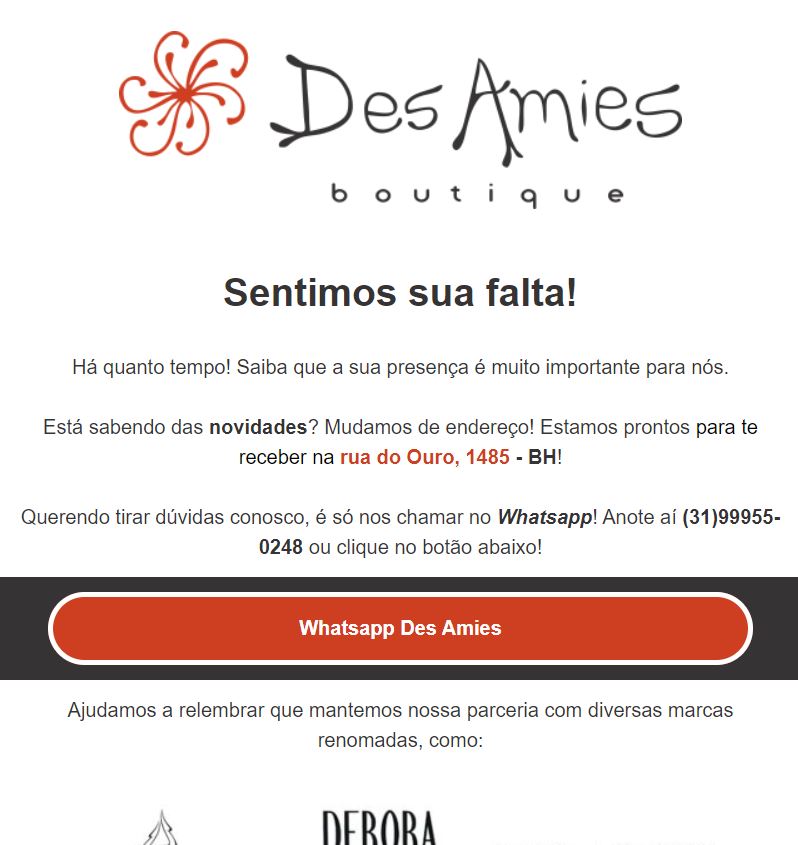 Des Amies
boutique
Sentimos sua falta!
Há quanto tempo! Saiba que a sua presença é muito importante para nós.
Está sabendo das novidades? Mudamos de endereço! Estamos prontos para te
receber na rua do Ouro, 1485 - BH!
Querendo tirar dúvidas conosco, é só nos chamar no Whatsapp! Anote aí (31)99955-
0248 ou clique no botão abaixo!
Whatsapp Des Amies
Ajudamos a relembrar que mantemos nossa parceria com diversas marcas
renomadas, como:
DEBORA